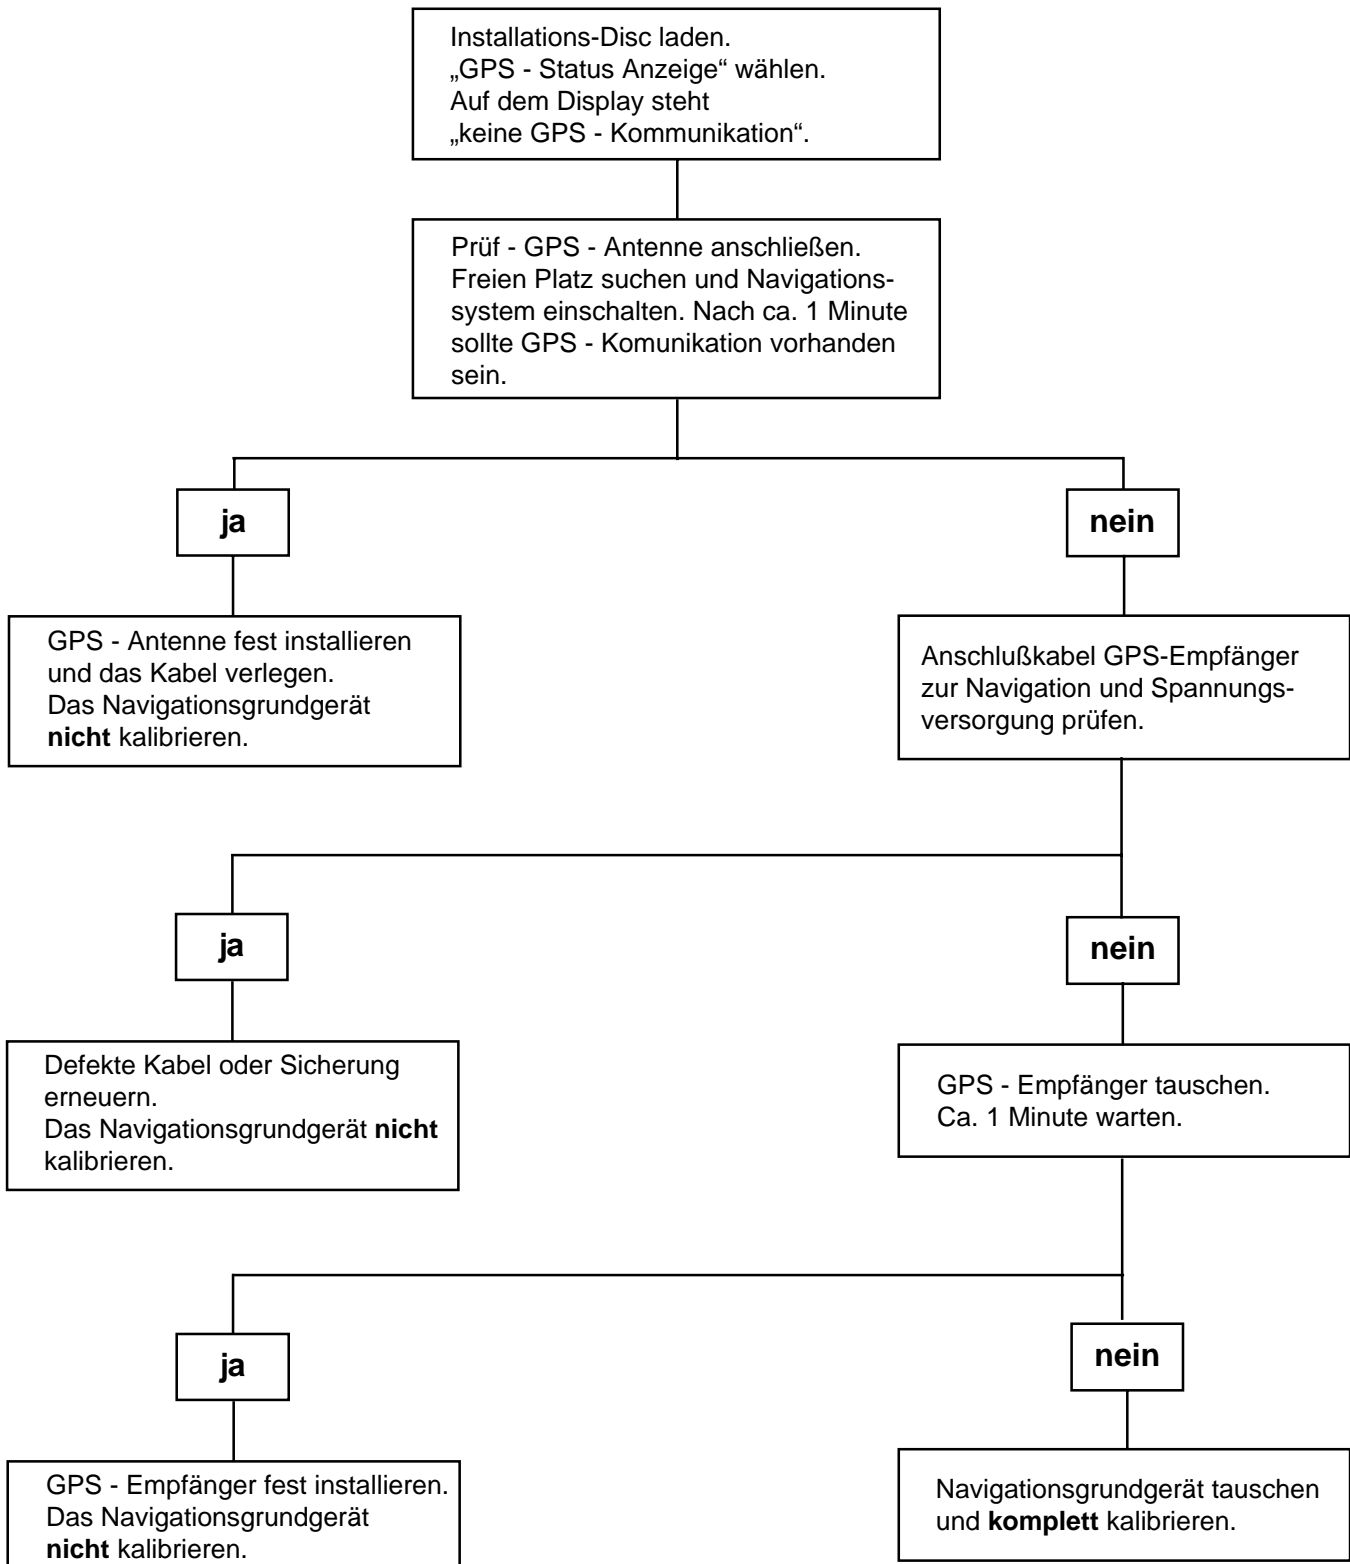 Installations-Disc laden.
„GPS - Status Anzeige“ wählen.
Auf dem Display steht
„keine GPS - Kommunikation“.
Prüf - GPS - Antenne anschließen.
Freien Platz suchen und Navigations-
system einschalten. Nach ca. 1 Minute
sollte GPS - Komunikation vorhanden
sein.
ja
nein
GPS - Antenne fest installieren
und das Kabel verlegen.
Das Navigationsgrundgerät
nicht kalibrieren.
Anschlußkabel GPS-Empfänger
zur Navigation und Spannungs-
versorgung prüfen.
ja
nein
Defekte Kabel oder Sicherung
erneuern.
Das Navigationsgrundgerät nicht
kalibrieren.
GPS - Empfänger tauschen.
Ca. 1 Minute warten.
ja
nein
GPS - Empfänger fest installieren.
Das Navigationsgrundgerät
nicht kalibrieren.
Navigationsgrundgerät tauschen
und komplett kalibrieren.